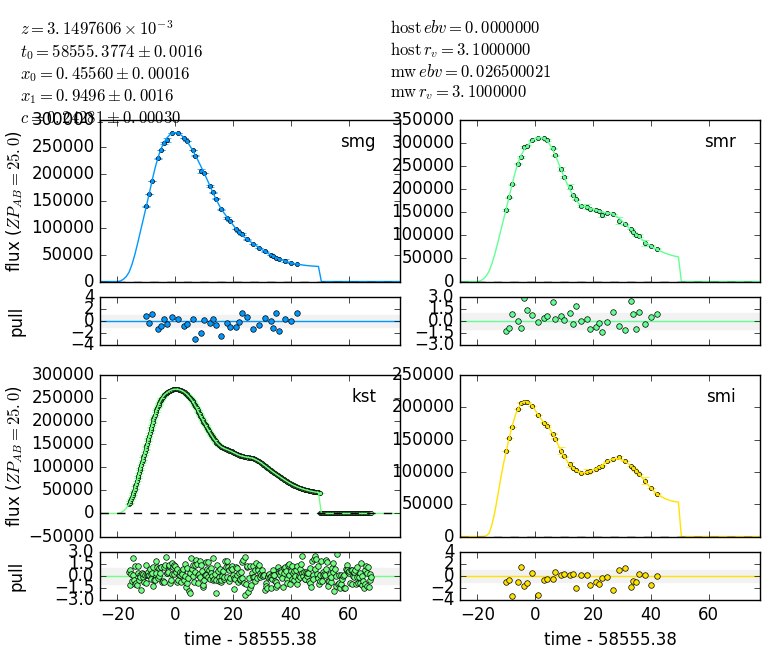 z = 3.1497606 × 10⁻³
t₀ = 58555.3774 ± 0.0016
x₀ = 0.45560 ± 0.00016
x₁ = 0.9496 ± 0.0016
c = 0.24281 ± 0.00030
host ebv = 0.0000000
host r_v = 3.1000000
mw ebv = 0.026500021
mw r_v = 3.1000000
300000
250000
200000
150000
100000
50000
0
flux (ZP_AB = 25.0)
smg
350000
300000
250000
200000
150000
100000
50000
0
smr
4
2
0
−2
−4
pull
3.0
1.5
0.0
−1.5
−3.0
300000
250000
200000
150000
100000
50000
0
−50000
flux (ZP_AB = 25.0)
kst
250000
200000
150000
100000
50000
0
smi
3.0
1.5
0.0
−1.5
−3.0
pull
4
2
0
−2
−4
−20 0 20 40 60
time - 58555.38
−20 0 20 40 60
time - 58555.38